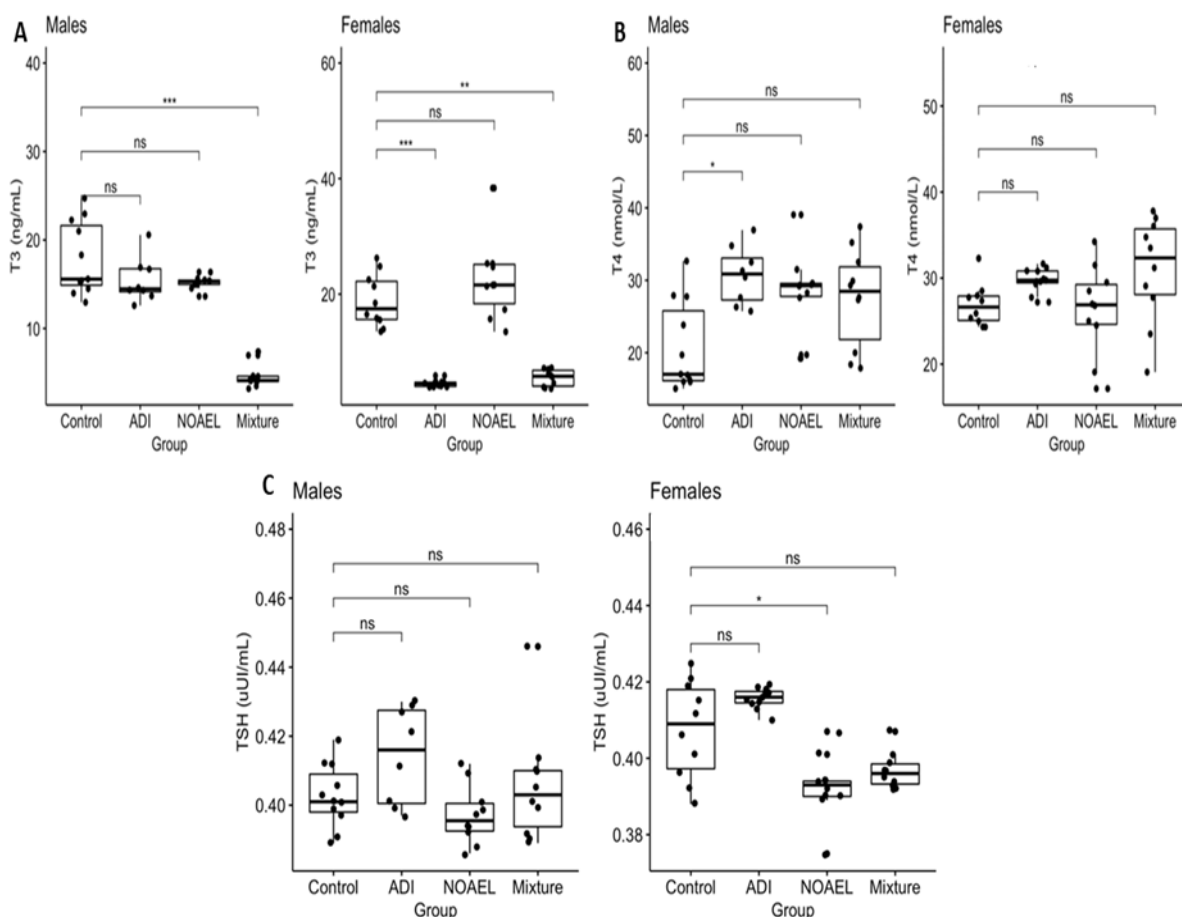 A Males
T3 (ng/mL)
40
30
20
10
***
ns
ns
Control ADI NOAEL Mixture
Group
Females
T3 (ng/mL)
60
40
20
**
ns
***
Control ADI NOAEL Mixture
Group
B Males
T4 (nmol/L)
60
50
40
30
20
ns
ns
*
Control ADI NOAEL Mixture
Group
Females
T4 (nmol/L)
50
40
30
20
ns
ns
ns
Control ADI NOAEL Mixture
Group
C Males
TSH (uUI/mL)
0.48
0.46
0.44
0.42
0.40
ns
ns
ns
Control ADI NOAEL Mixture
Group
Females
TSH (uUI/mL)
0.46
0.44
0.42
0.40
0.38
ns
*
ns
Control ADI NOAEL Mixture
Group